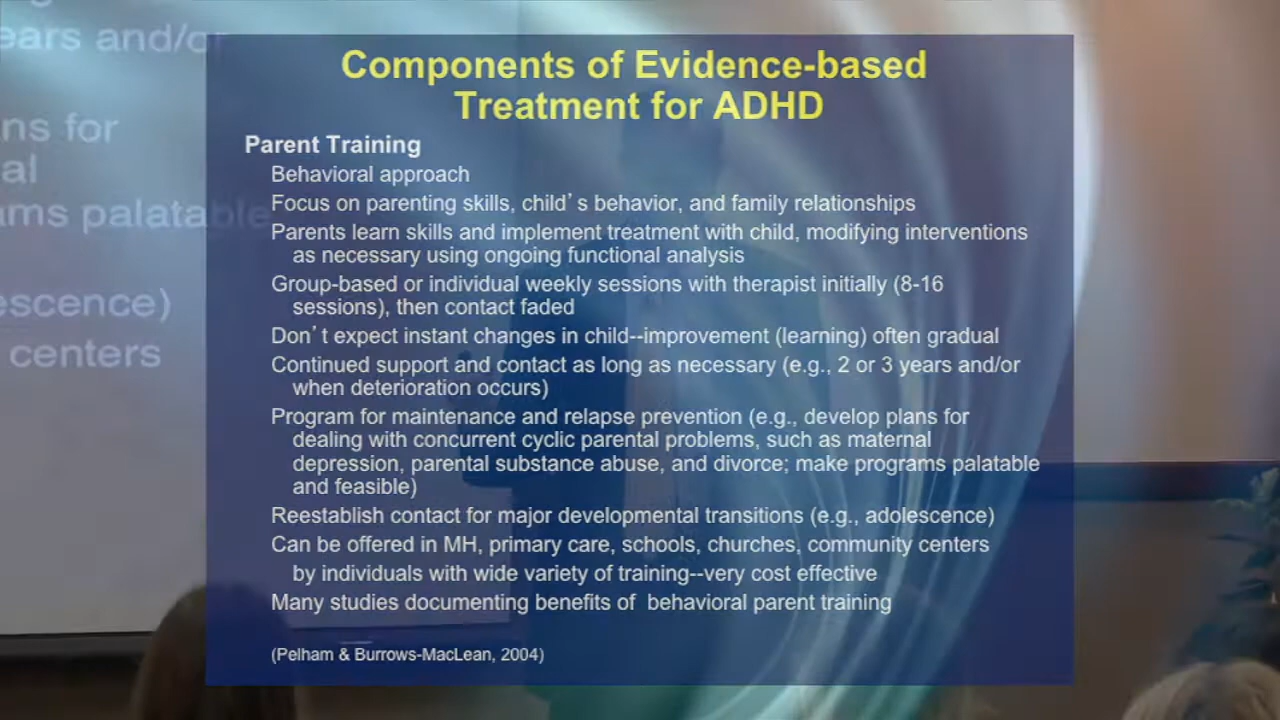 ears and/or
ns for
al
ms palatable
escence)
centers
Components of Evidence-based
Treatment for ADHD
Parent Training
Behavioral approach
Focus on parenting skills, child’s behavior, and family relationships
Parents learn skills and implement treatment with child, modifying interventions
as necessary using ongoing functional analysis
Group-based or individual weekly sessions with therapist initially (8-16
sessions), then contact faded
Don’t expect instant changes in child--improvement (learning) often gradual
Continued support and contact as long as necessary (e.g., 2 or 3 years and/or
when deterioration occurs)
Program for maintenance and relapse prevention (e.g., develop plans for
dealing with concurrent cyclic parental problems, such as maternal
depression, parental substance abuse, and divorce; make programs palatable
and feasible)
Reestablish contact for major developmental transitions (e.g., adolescence)
Can be offered in MH, primary care, schools, churches, community centers
by individuals with wide variety of training--very cost effective
Many studies documenting benefits of behavioral parent training
(Pelham & Burrows-MacLean, 2004)